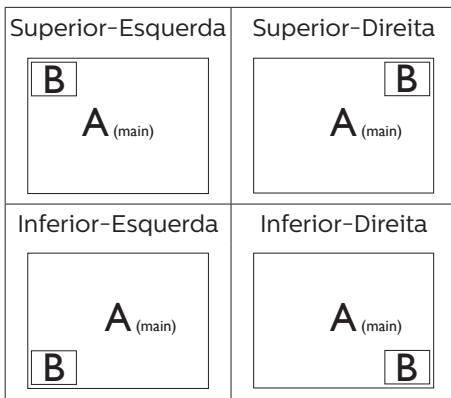 Superior-Esquerda
Superior-Direita
B
A (main)
B
A (main)
Inferior-Esquerda
Inferior-Direita
A (main)
B
A (main)
B